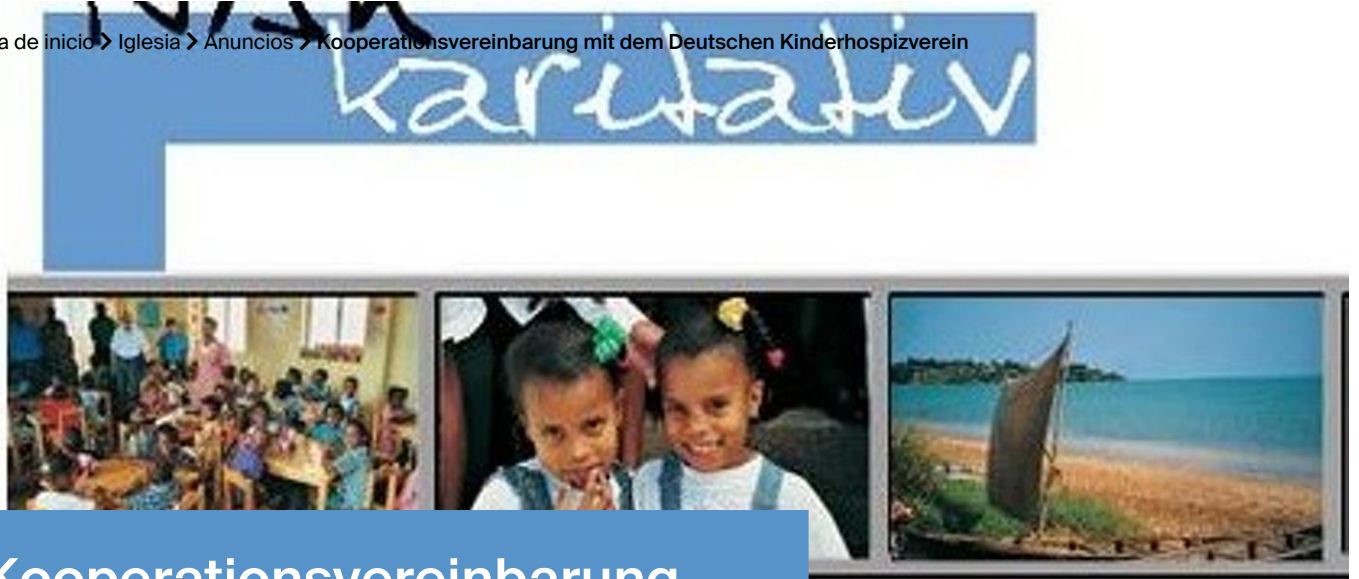 a de inicio > Iglesia > Anuncios > Kooperationsvereinbarung mit dem Deutschen Kinderhospizverein
karitativ
Kooperationsvereinbarung